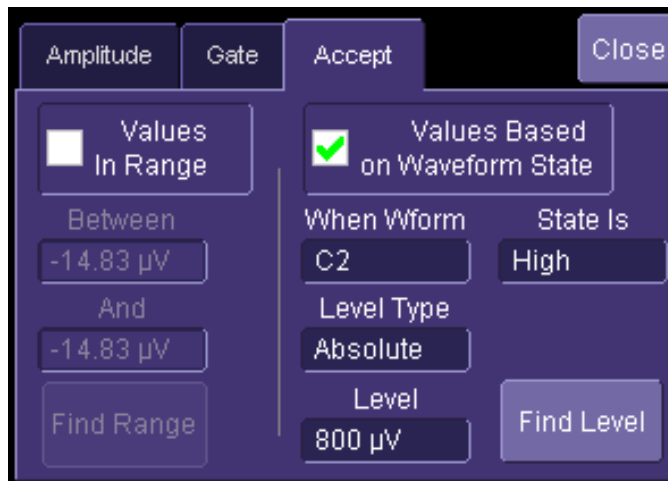 Amplitude
Gate
Accept
Close
Values
In Range
Values Based
on Waveform State
Between
-14.83 µV
And
-14.83 µV
Find Range
When Wform
State Is
C2
High
Level Type
Absolute
Level
800 µV
Find Level